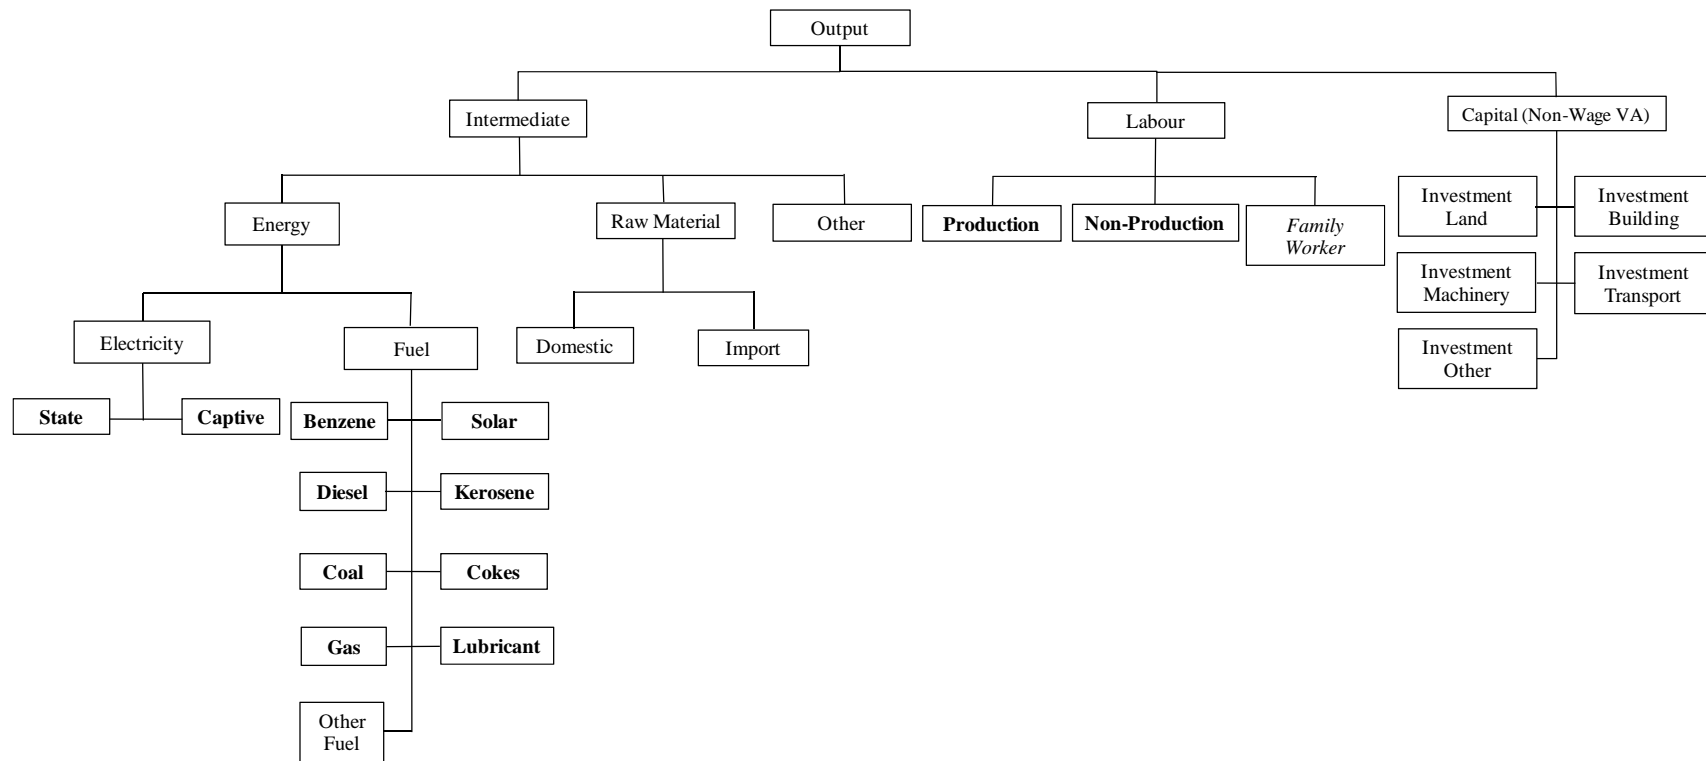 Output
Intermediate
Labour
Capital (Non-Wage VA)
Energy
Raw Material
Other
Production
Non-Production
Family
Worker
Investment
Land
Investment
Building
Investment
Machinery
Investment
Transport
Investment
Other
Electricity
Fuel
Domestic
Import
State
Captive
Benzene
Solar
Diesel
Kerosene
Coal
Cokes
Gas
Lubricant
Other
Fuel